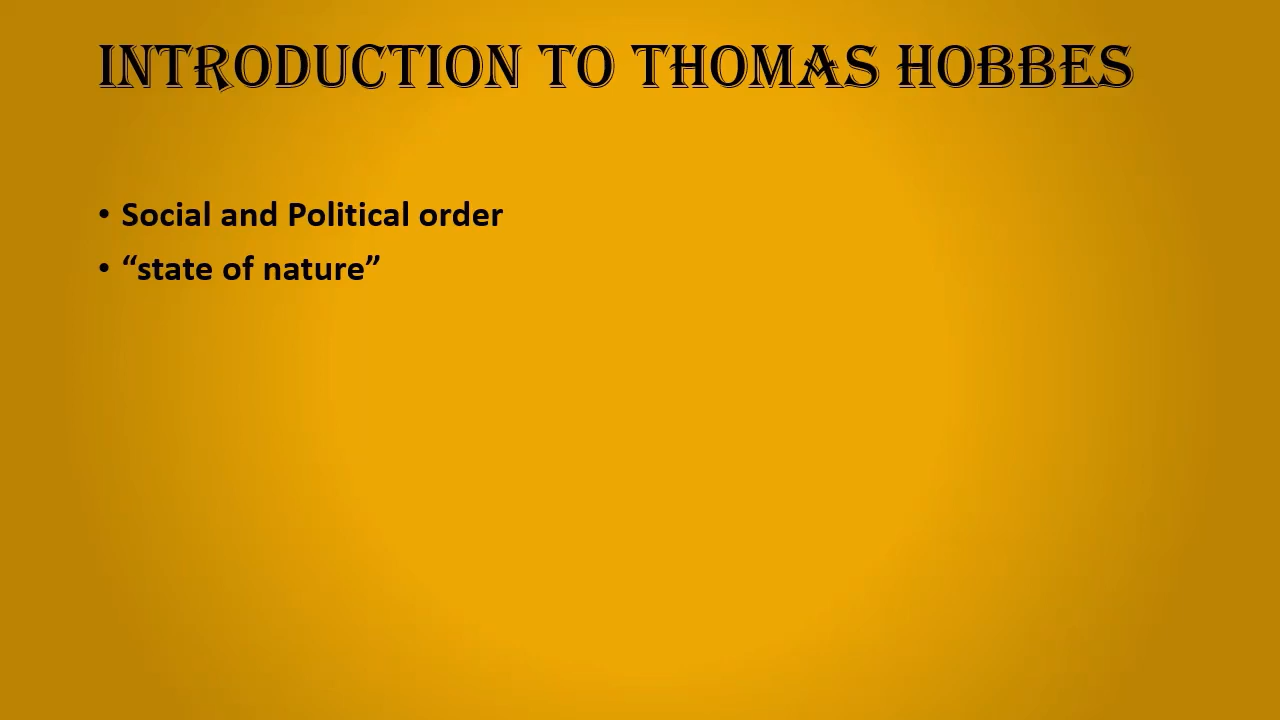 INTRODUCTION TO THOMAS HOBBES
• Social and Political order
• “state of nature”